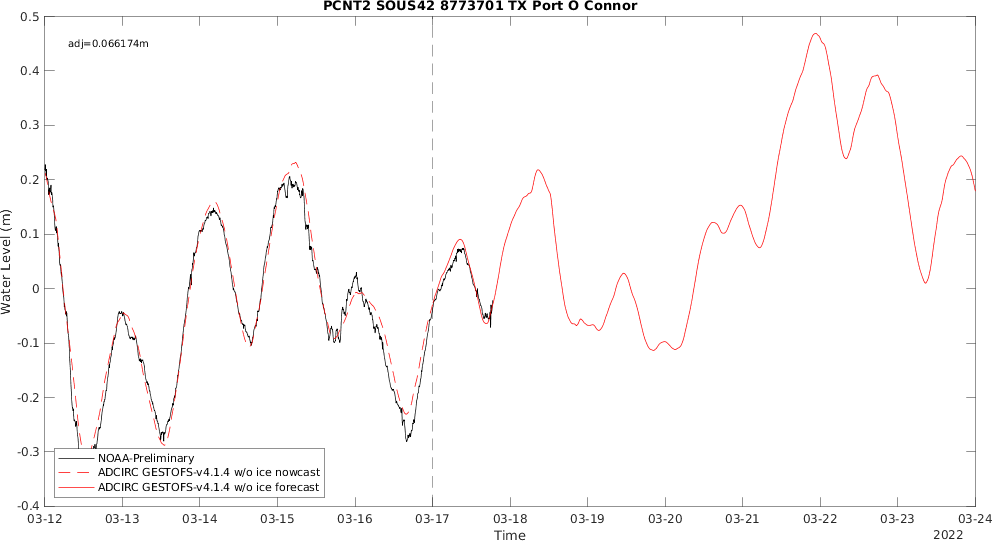 PCNT2 SOUS42 8773701 TX Port O Connor
adj=0.066174m
0.5
0.4
0.3
0.2
0.1
0
-0.1
-0.2
-0.3
-0.4
Water Level (m)
NOAA-Preliminary
ADCIRC GESTOFS-v4.1.4 w/o ice nowcast
ADCIRC GESTOFS-v4.1.4 w/o ice forecast
03-12 03-13 03-14 03-15 03-16 03-17 03-18 03-19 03-20 03-21 03-22 03-23 03-24
Time
2022